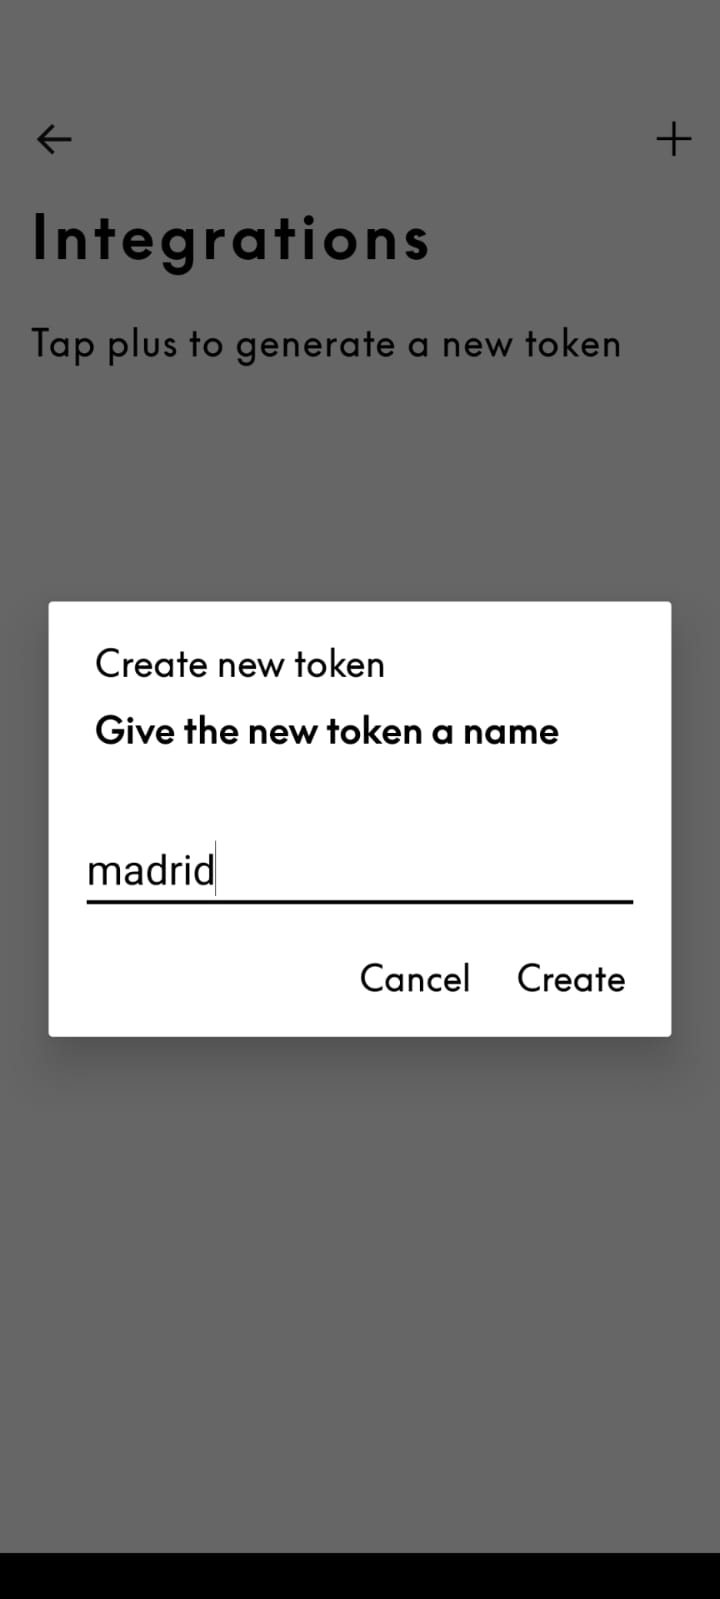 Integrations
Tap plus to generate a new token
Create new token
Give the new token a name
madrid
Cancel Create